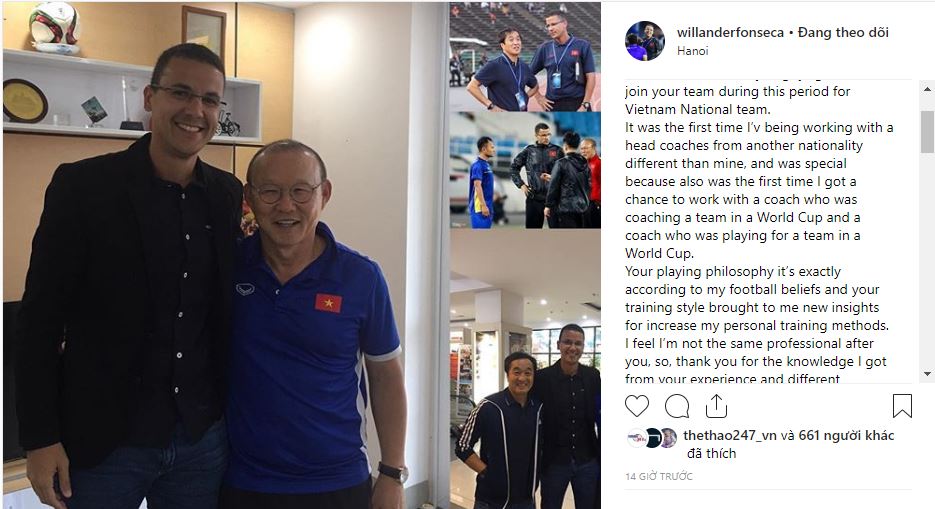 willanderfonseca • Đang theo dõi
Hanoi
join your team during this period for
Vietnam National team.
It was the first time I'v being working with a
head coaches from another nationality
different than mine, and was special
because also was the first time I got a
chance to work with a coach who was
coaching a team in a World Cup and a
coach who was playing for a team in a
World Cup.
Your playing philosophy it's exactly
according to my football beliefs and your
training style brought to me new insights
for increase my personal training methods.
I feel I'm not the same professional after
you, so, thank you for the knowledge I got
from your experience and different
thethao247_vn và 661 người khác
đã thích
14 GIỜ TRƯỚC